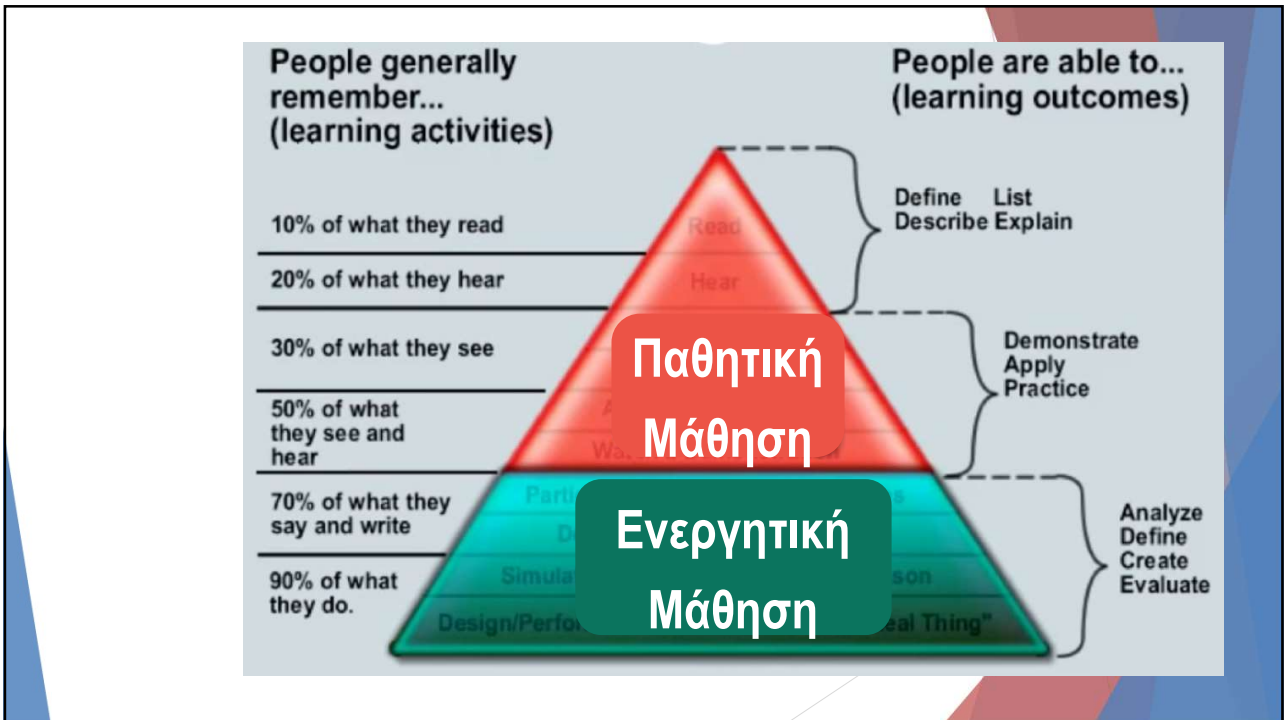 People generally
remember...
(learning activities)
People are able to...
(learning outcomes)
10% of what they read
20% of what they hear
30% of what they see
50% of what
they see and
hear
70% of what they
say and write
90% of what
they do.
Read
Hear
Παθητική
Μάθηση
Ενεργητική
Μάθηση
Define List
Describe Explain
Demonstrate
Apply
Practice
Analyze
Define
Create
Evaluate